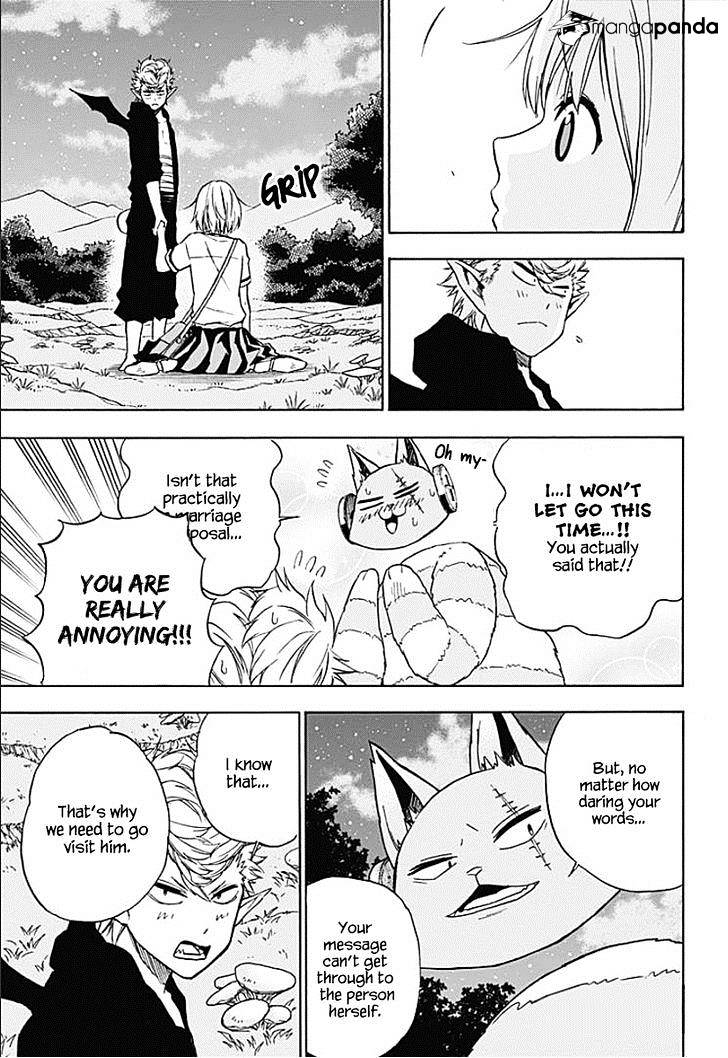 mangapanda
GRIP
I...I WON'T
LET GO THIS
TIME...!!
You actually
said that!!
Oh my-
Isn't that
practically
marriage
posal...
YOU ARE
REALLY
ANNOYING!!!
But, no
matter how
daring your
words...
Your
message
can't get
through to
the person
herself.
I know
that...
That's why
we need to go
visit him.